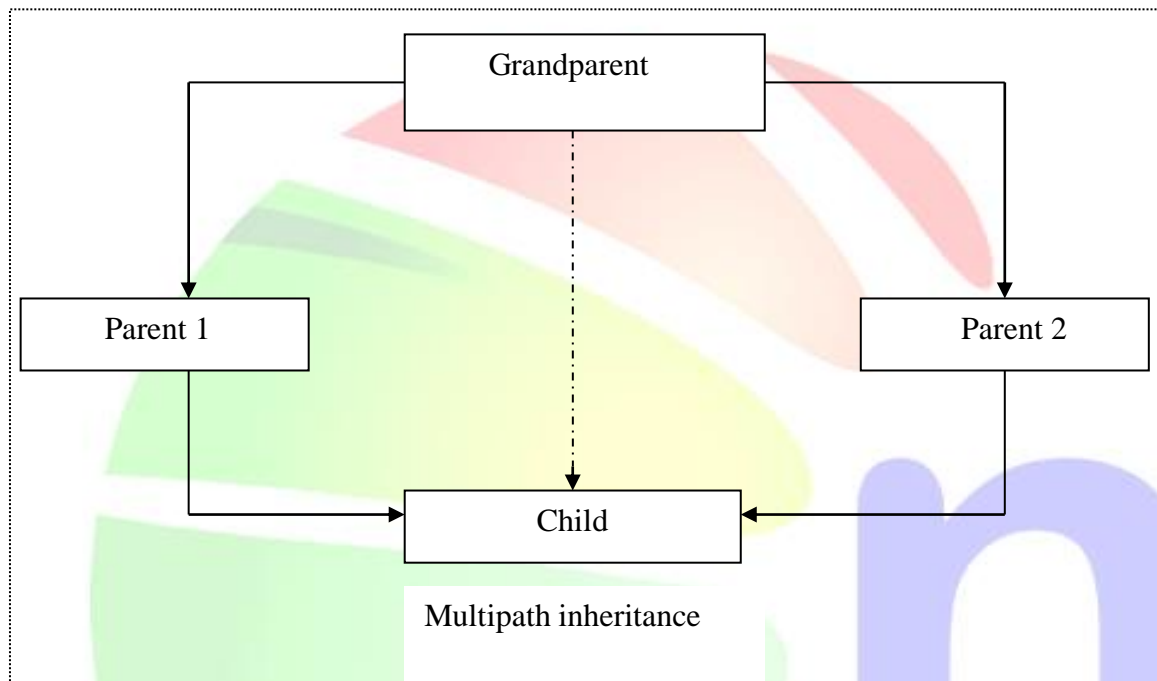 Grandparent
Parent 1
Parent 2
Child
Multipath inheritance